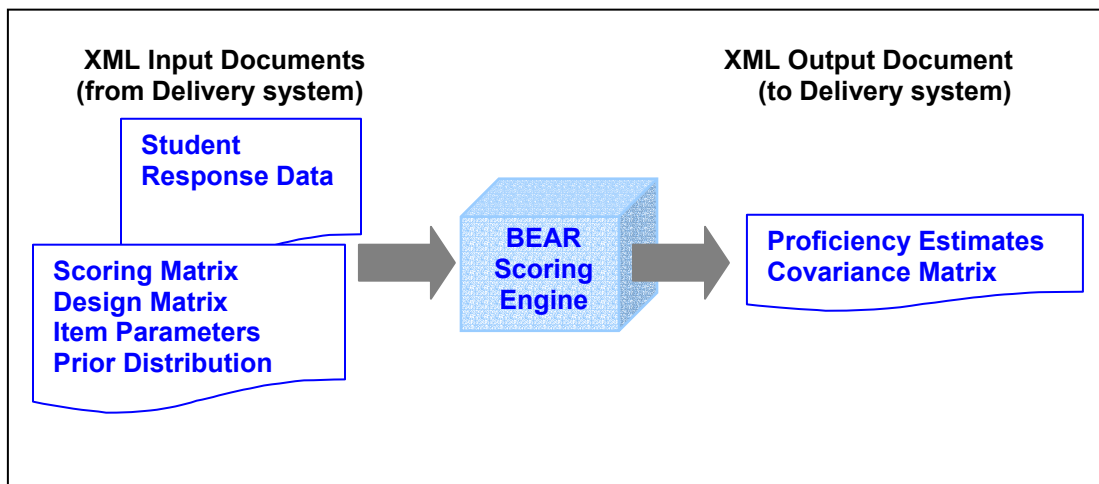 XML Input Documents
(from Delivery system)
XML Output Document
(to Delivery system)
Student
Response Data
Scoring Matrix
Design Matrix
Item Parameters
Prior Distribution
BEAR
Scoring
Engine
Proficiency Estimates
Covariance Matrix